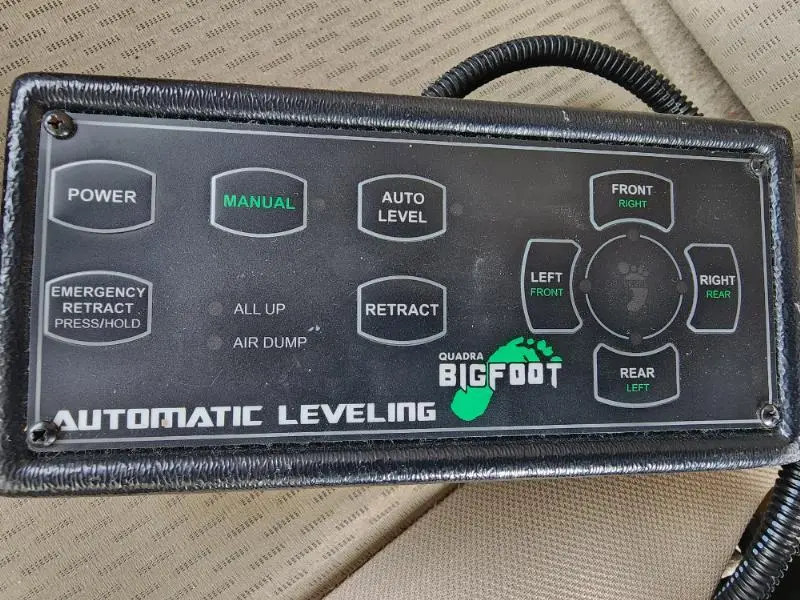 POWER
MANUAL
AUTO
LEVEL
FRONT
RIGHT
LEFT
FRONT
RIGHT
REAR
EMERGENCY
RETRACT
PRESS/HOLD
ALL UP
AIR DUMP
RETRACT
REAR
LEFT
QUADRA
BIGFOOT
AUTOMATIC LEVELING